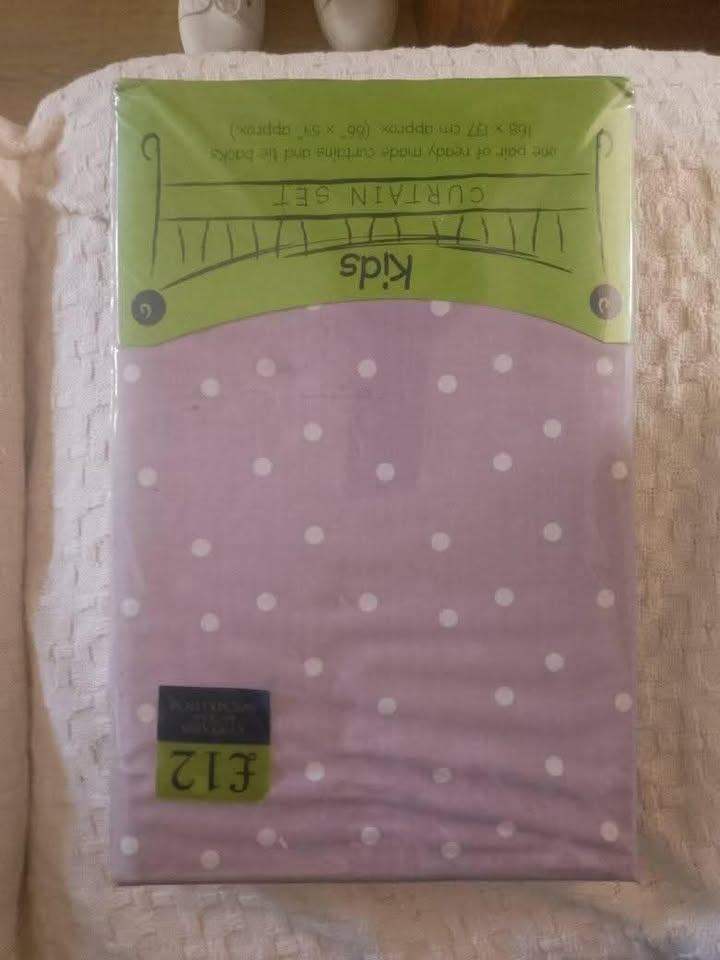 kids
CURTAIN SET
one pair of ready made curtains and tie backs
168 x 137 cm approx. (66" x 54" approx.)
£12